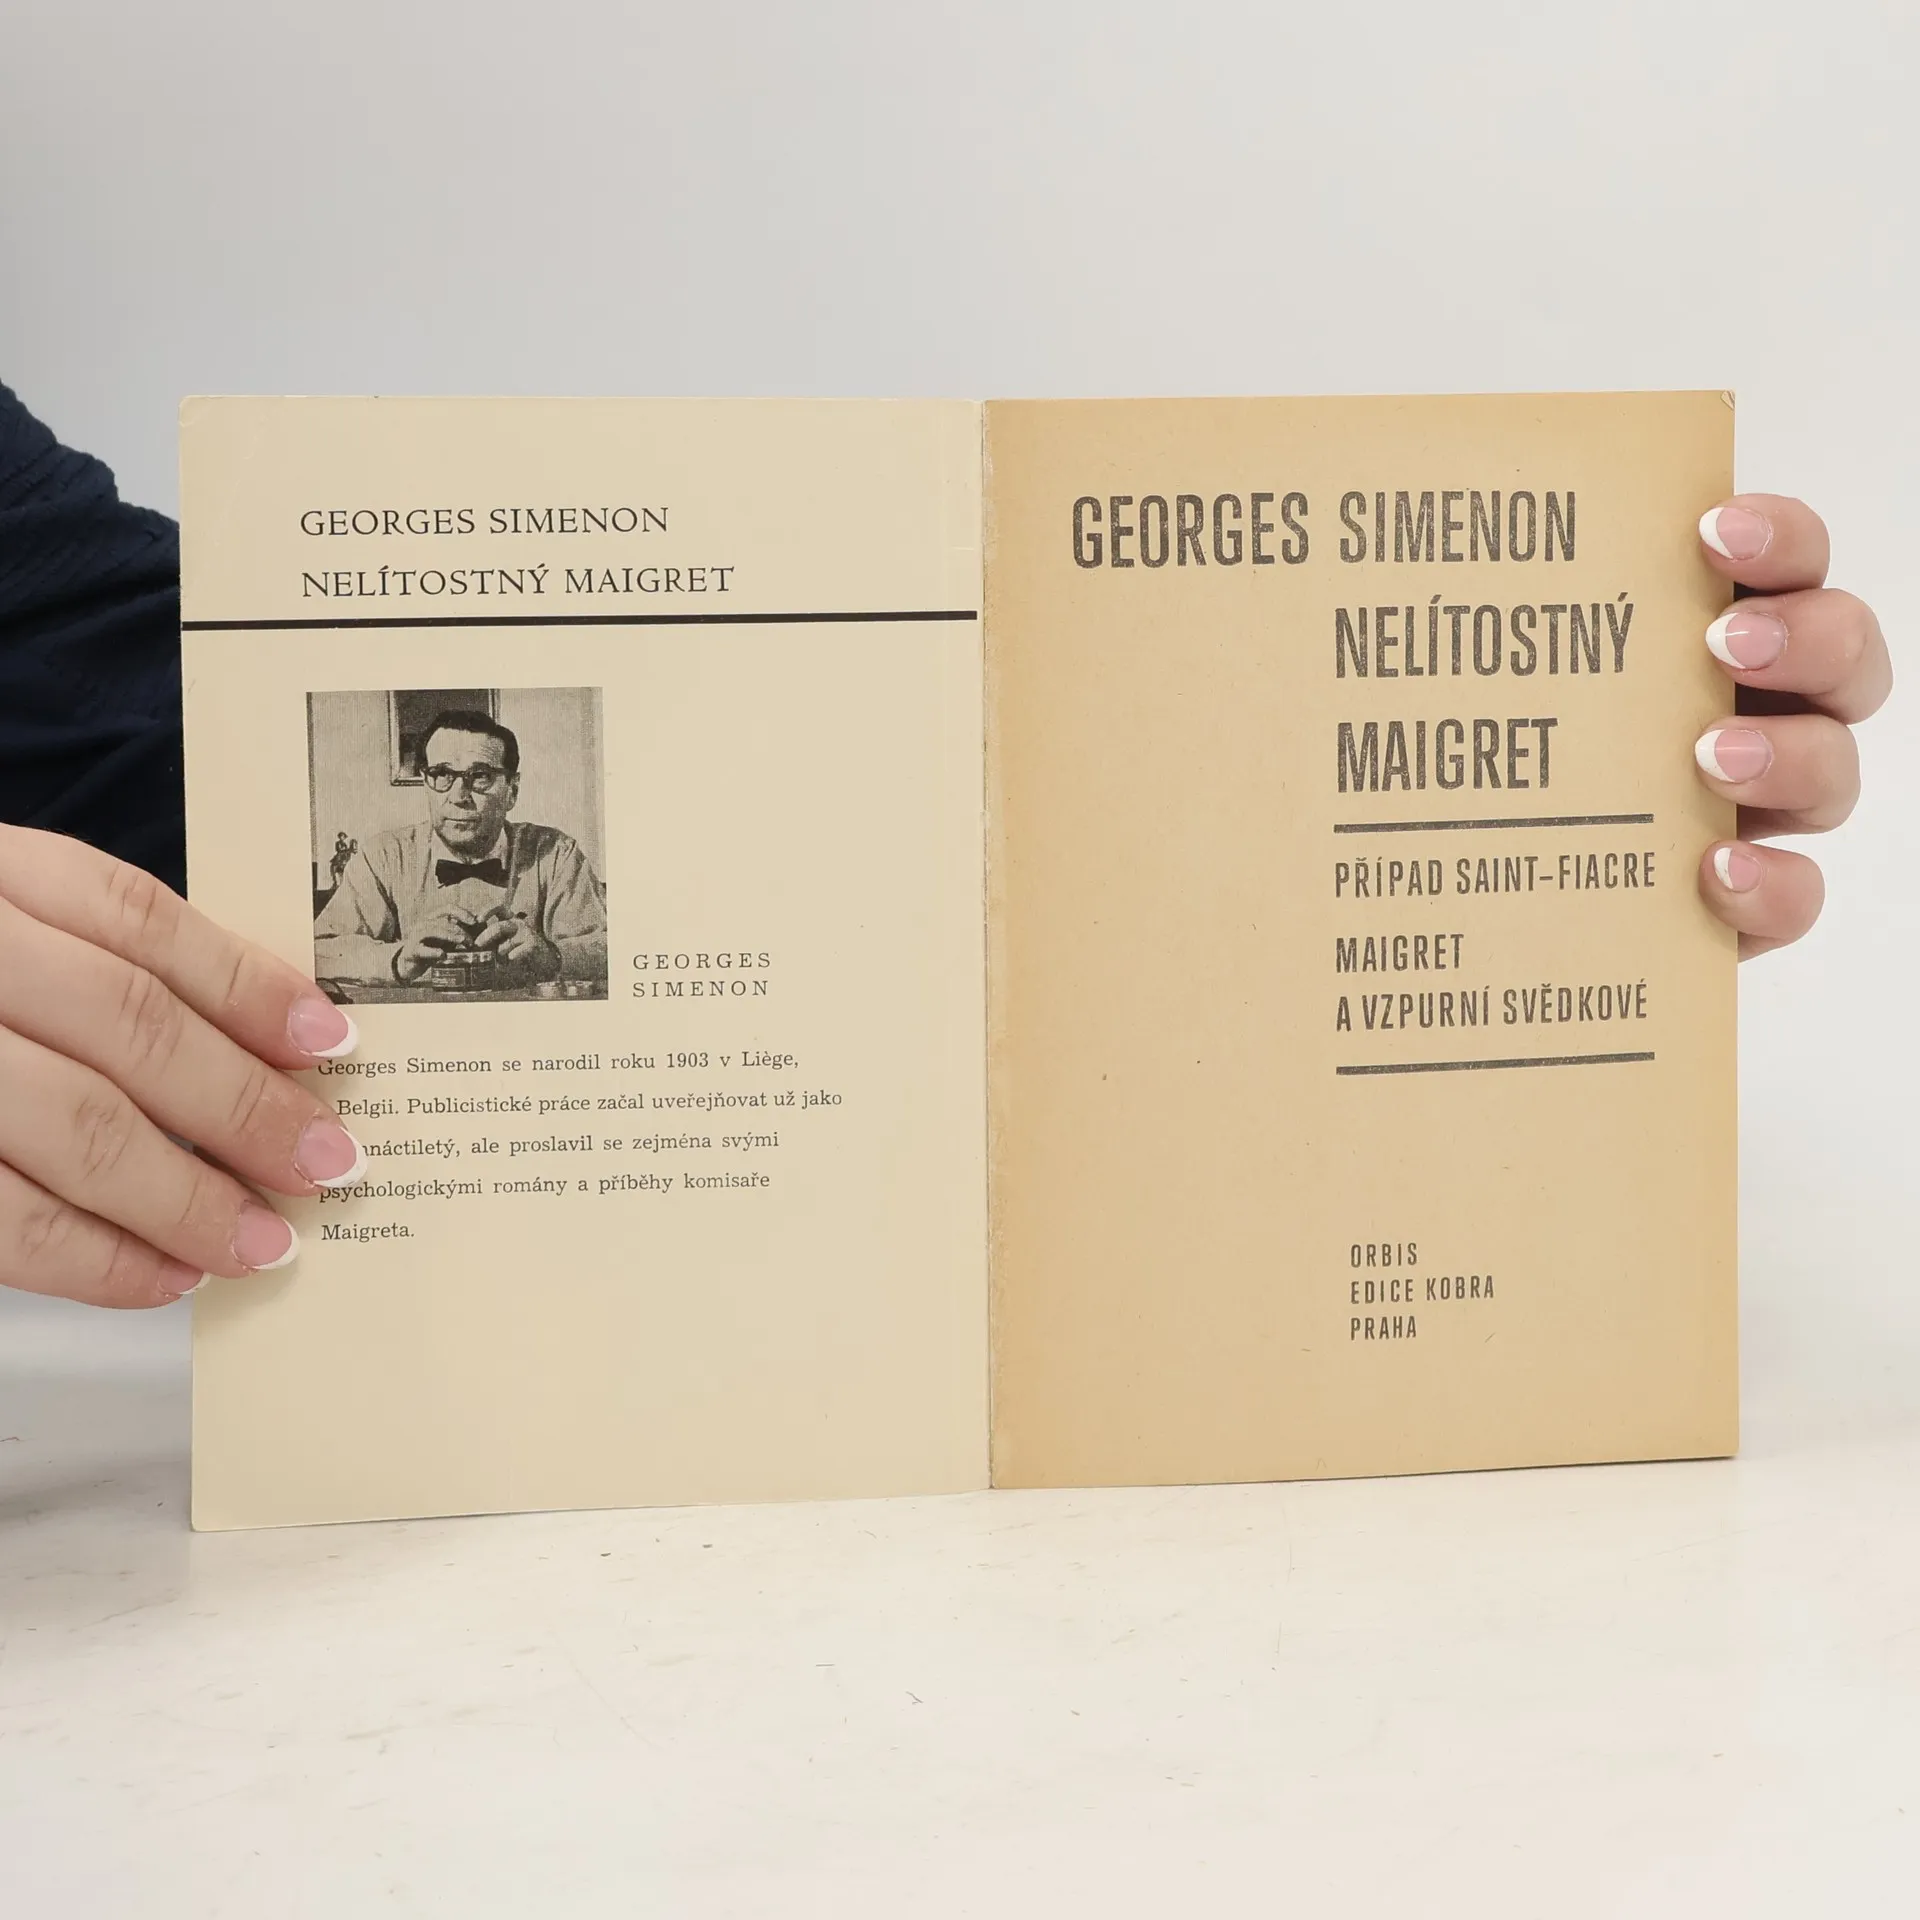 GEORGES SIMENON
NELÍTOSTNÝ MAIGRET
GEORGES
SIMENON
Georges Simenon se narodil roku 1903 v Liège,
Belgii. Publicistické práce začal uveřejňovat už jako
ale proslavil se zejména svými
psychologickými romány a příběhy komisaře
Maigreta.
GEORGES SIMENON
NELÍTOSTNÝ
MAIGRET
PŘÍPAD SAINT-FIACRE
MAIGRET
A VZPURNÍ SVĚDKOVÉ
ORBIS
EDICE KOBRA
PRAHA